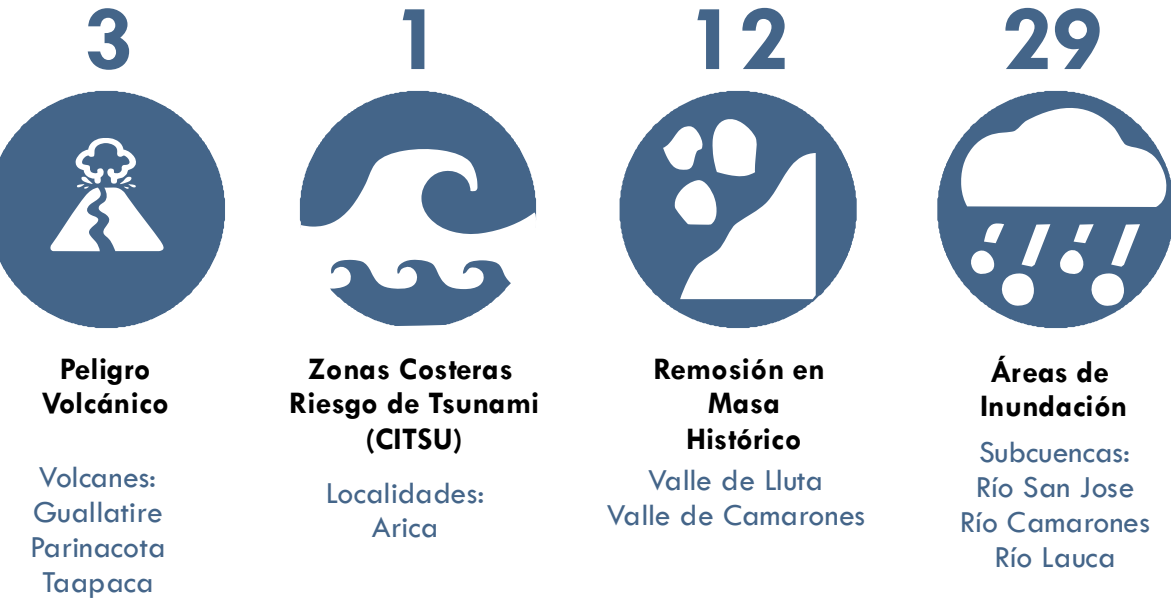 3
Peligro
Volcánico
Volcanes:
Guallatire
Parinacota
Taapaca
1
Zonas Costeras
Riesgo de Tsunami
(CITSU)
Localidades:
Arica
12
Remosión en
Masa
Histórico
Valle de Lluta
Valle de Camarones
29
Áreas de
Inundación
Subcuencas:
Río San Jose
Río Camarones
Río Lauca